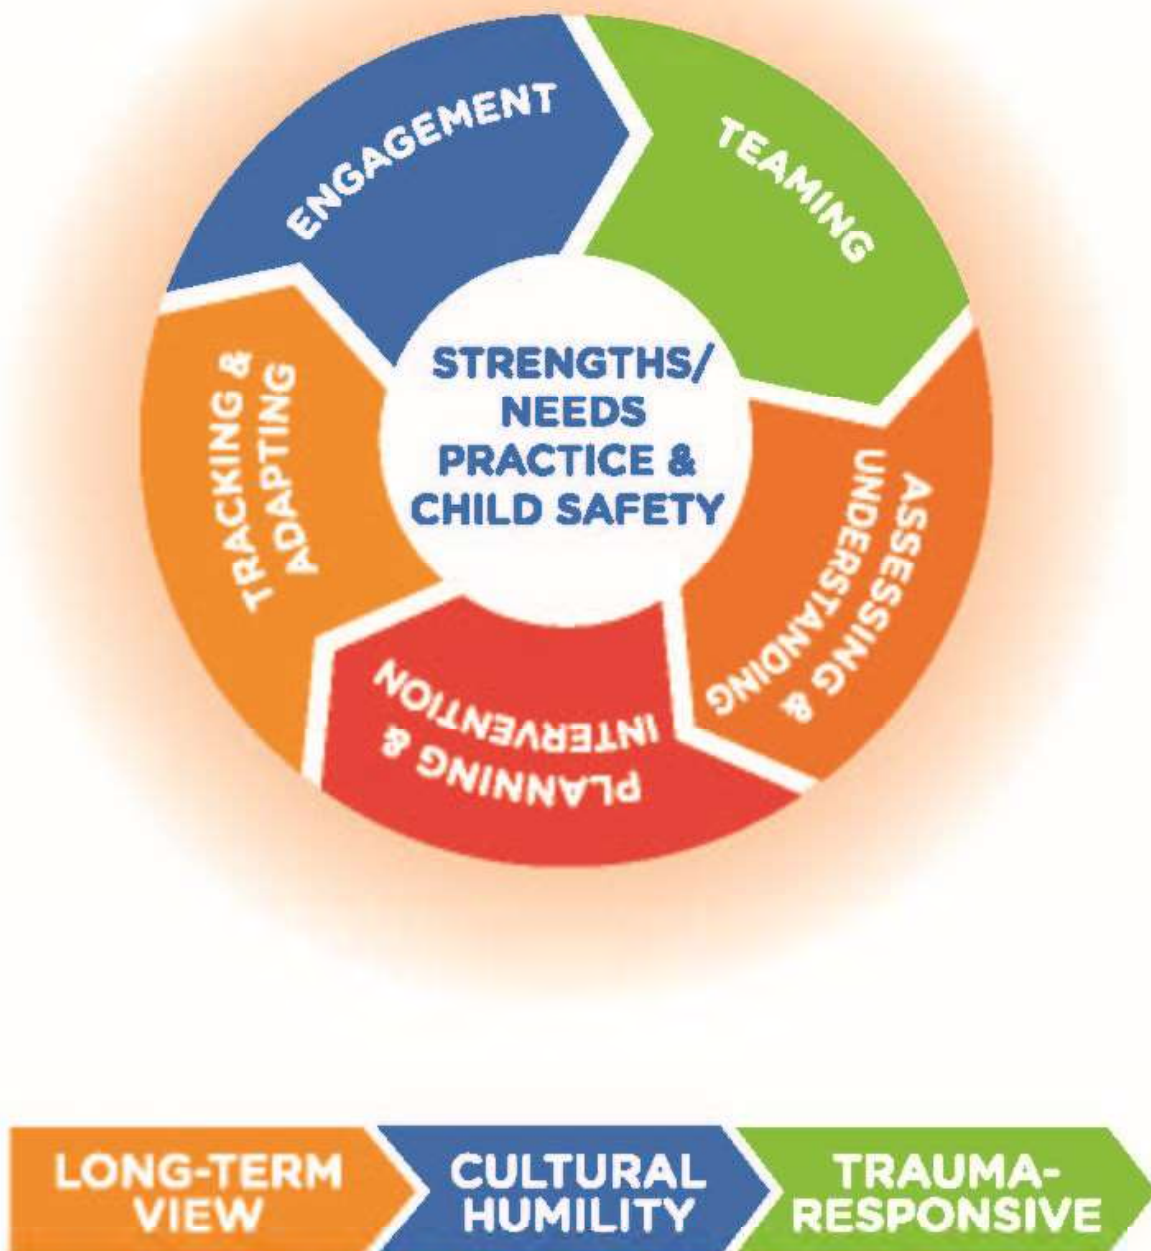 ENGAGEMENT
TEAMING
ASSESSING &
UNDERSTANDING
PLANNING &
INTERVENTION
TRACKING &
ADAPTING
STRENGTHS/
NEEDS
PRACTICE &
CHILD SAFETY
LONG-TERM
VIEW
CULTURAL
HUMILITY
TRAUMA-
RESPONSIVE